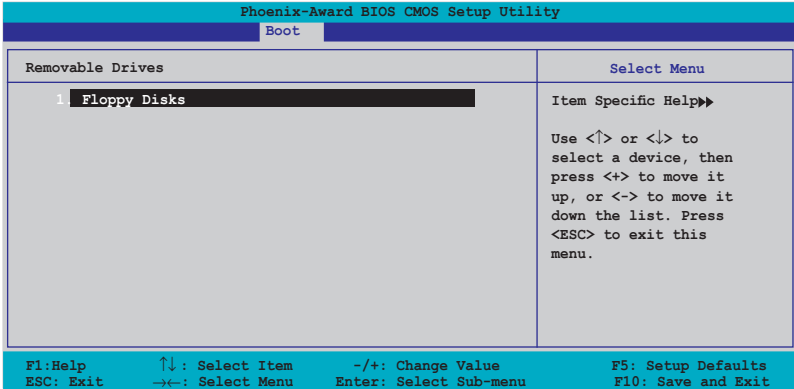 Phoenix-Award BIOS CMOS Setup Utility
Boot
Removable Drives
Select Menu
1. Floppy Disks
Item Specific Help▶▶
Use <↑> or <↓> to
select a device, then
press <+> to move it
up, or <-> to move it
down the list. Press
<ESC> to exit this
menu.
F1:Help ↑↓ : Select Item -/+: Change Value F5: Setup Defaults
ESC: Exit →← : Select Menu Enter: Select Sub-menu F10: Save and Exit